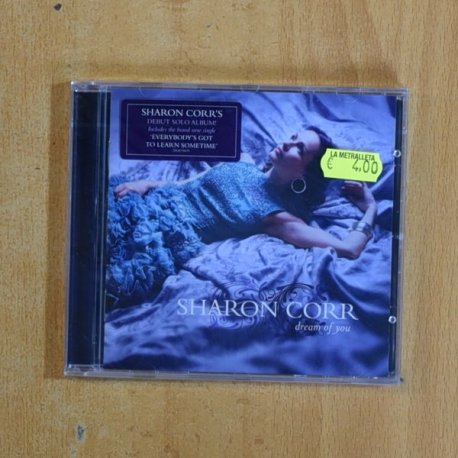 SHARON CORR'S
DEBUT SOLO ALBUM!
Includes the brand new single
'EVERYBODY'S GOT
TO LEARN SOMETIME'
LA METRALLETA
€ 4,00
SHARON CORR
dream of you